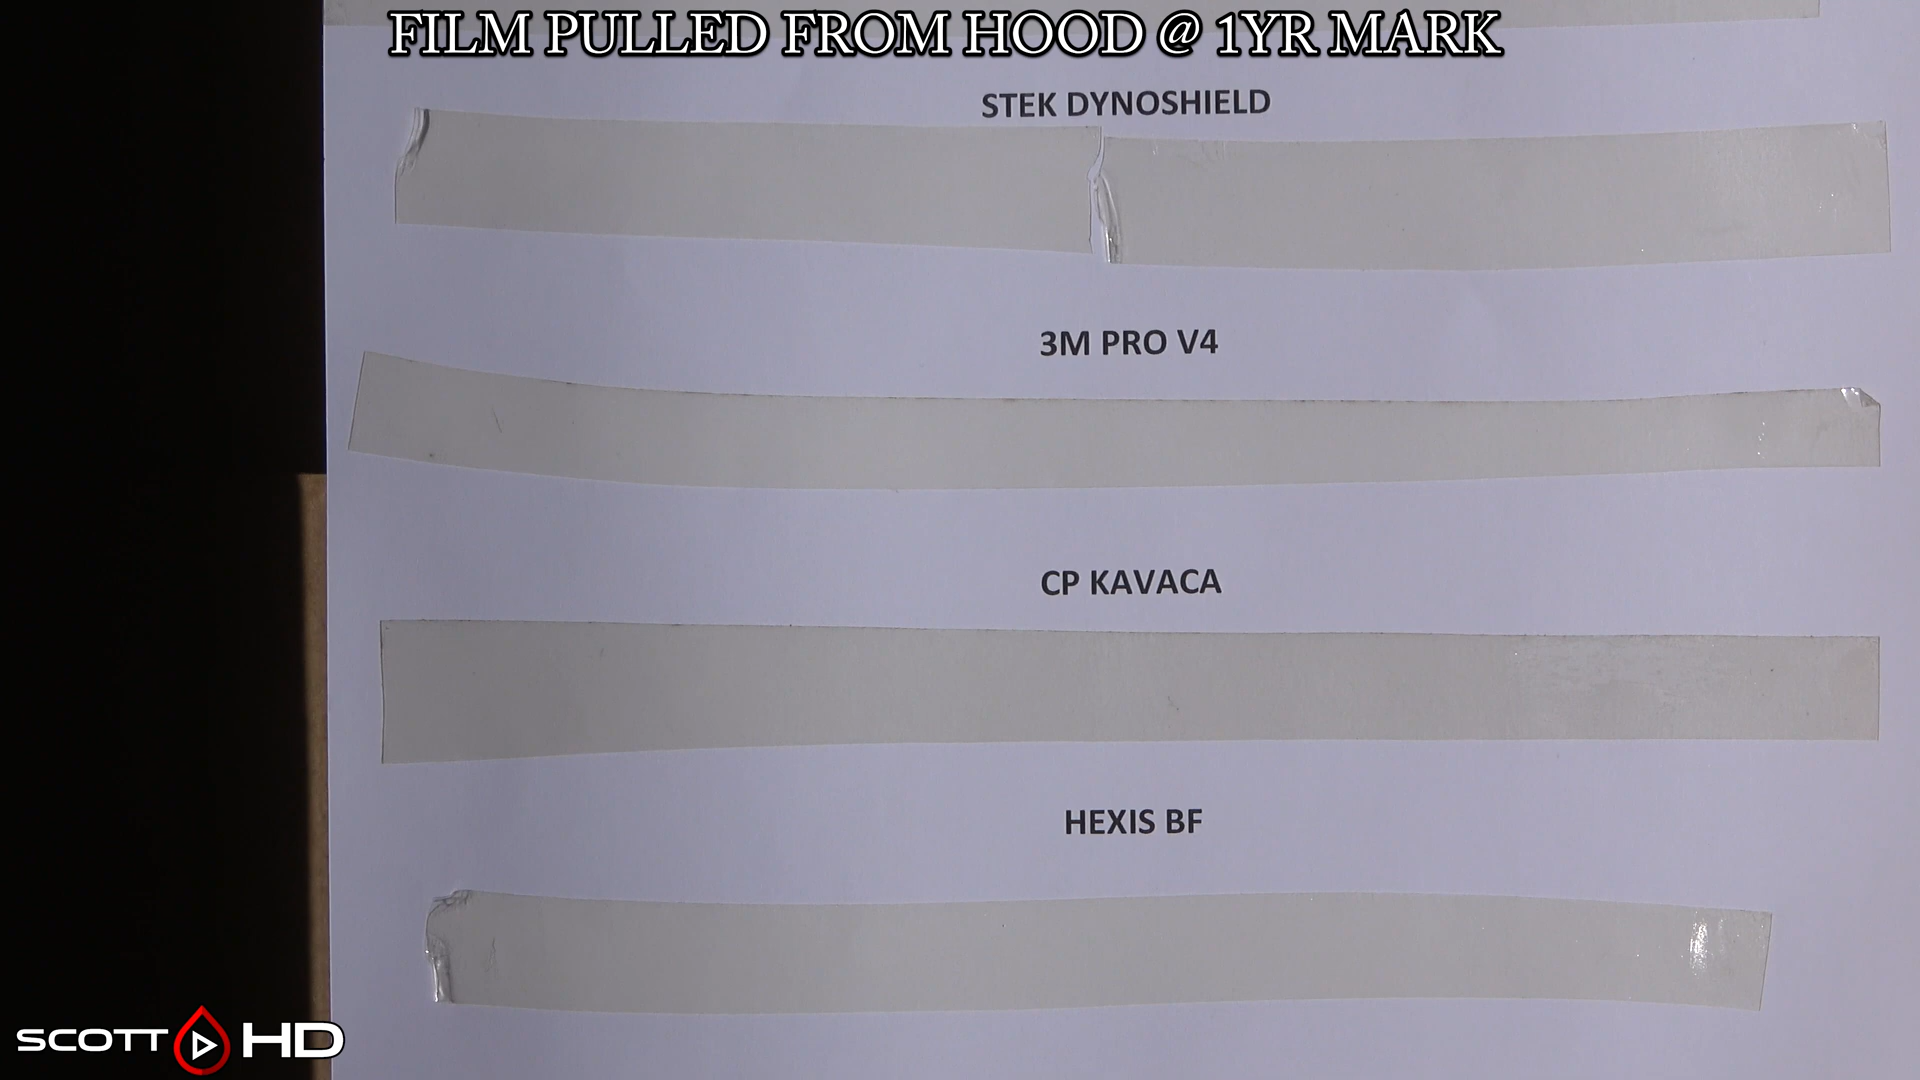 FILM PULLED FROM HOOD @ 1YR MARK
STEK DYNOSHIELD
3M PRO V4
CP KAVACA
HEXIS BF
SCOTT HD